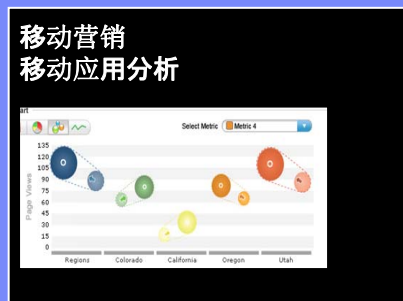 移动营销
移动应用分析
art
Select Metric
Metric 4
135
120
105
90
75
60
45
30
15
0
Page Views
Regions
Colorado
California
Oregon
Utah